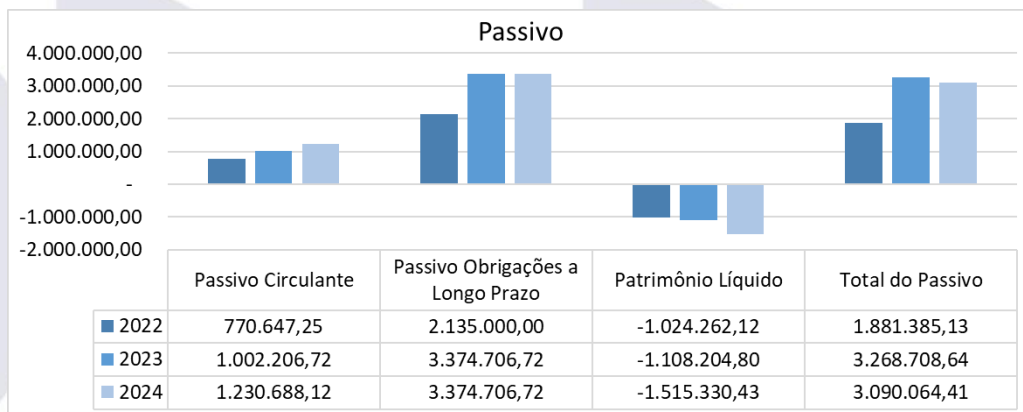 Passivo
4.000.000,00
3.000.000,00
2.000.000,00
1.000.000,00
-
-1.000.000,00
-2.000.000,00
Passivo Circulante
Passivo Obrigações a
Longo Prazo
Patrimônio Líquido
Total do Passivo
2022 770.647,25 2.135.000,00 -1.024.262,12 1.881.385,13
2023 1.002.206,72 3.374.706,72 -1.108.204,80 3.268.708,64
2024 1.230.688,12 3.374.706,72 -1.515.330,43 3.090.064,41